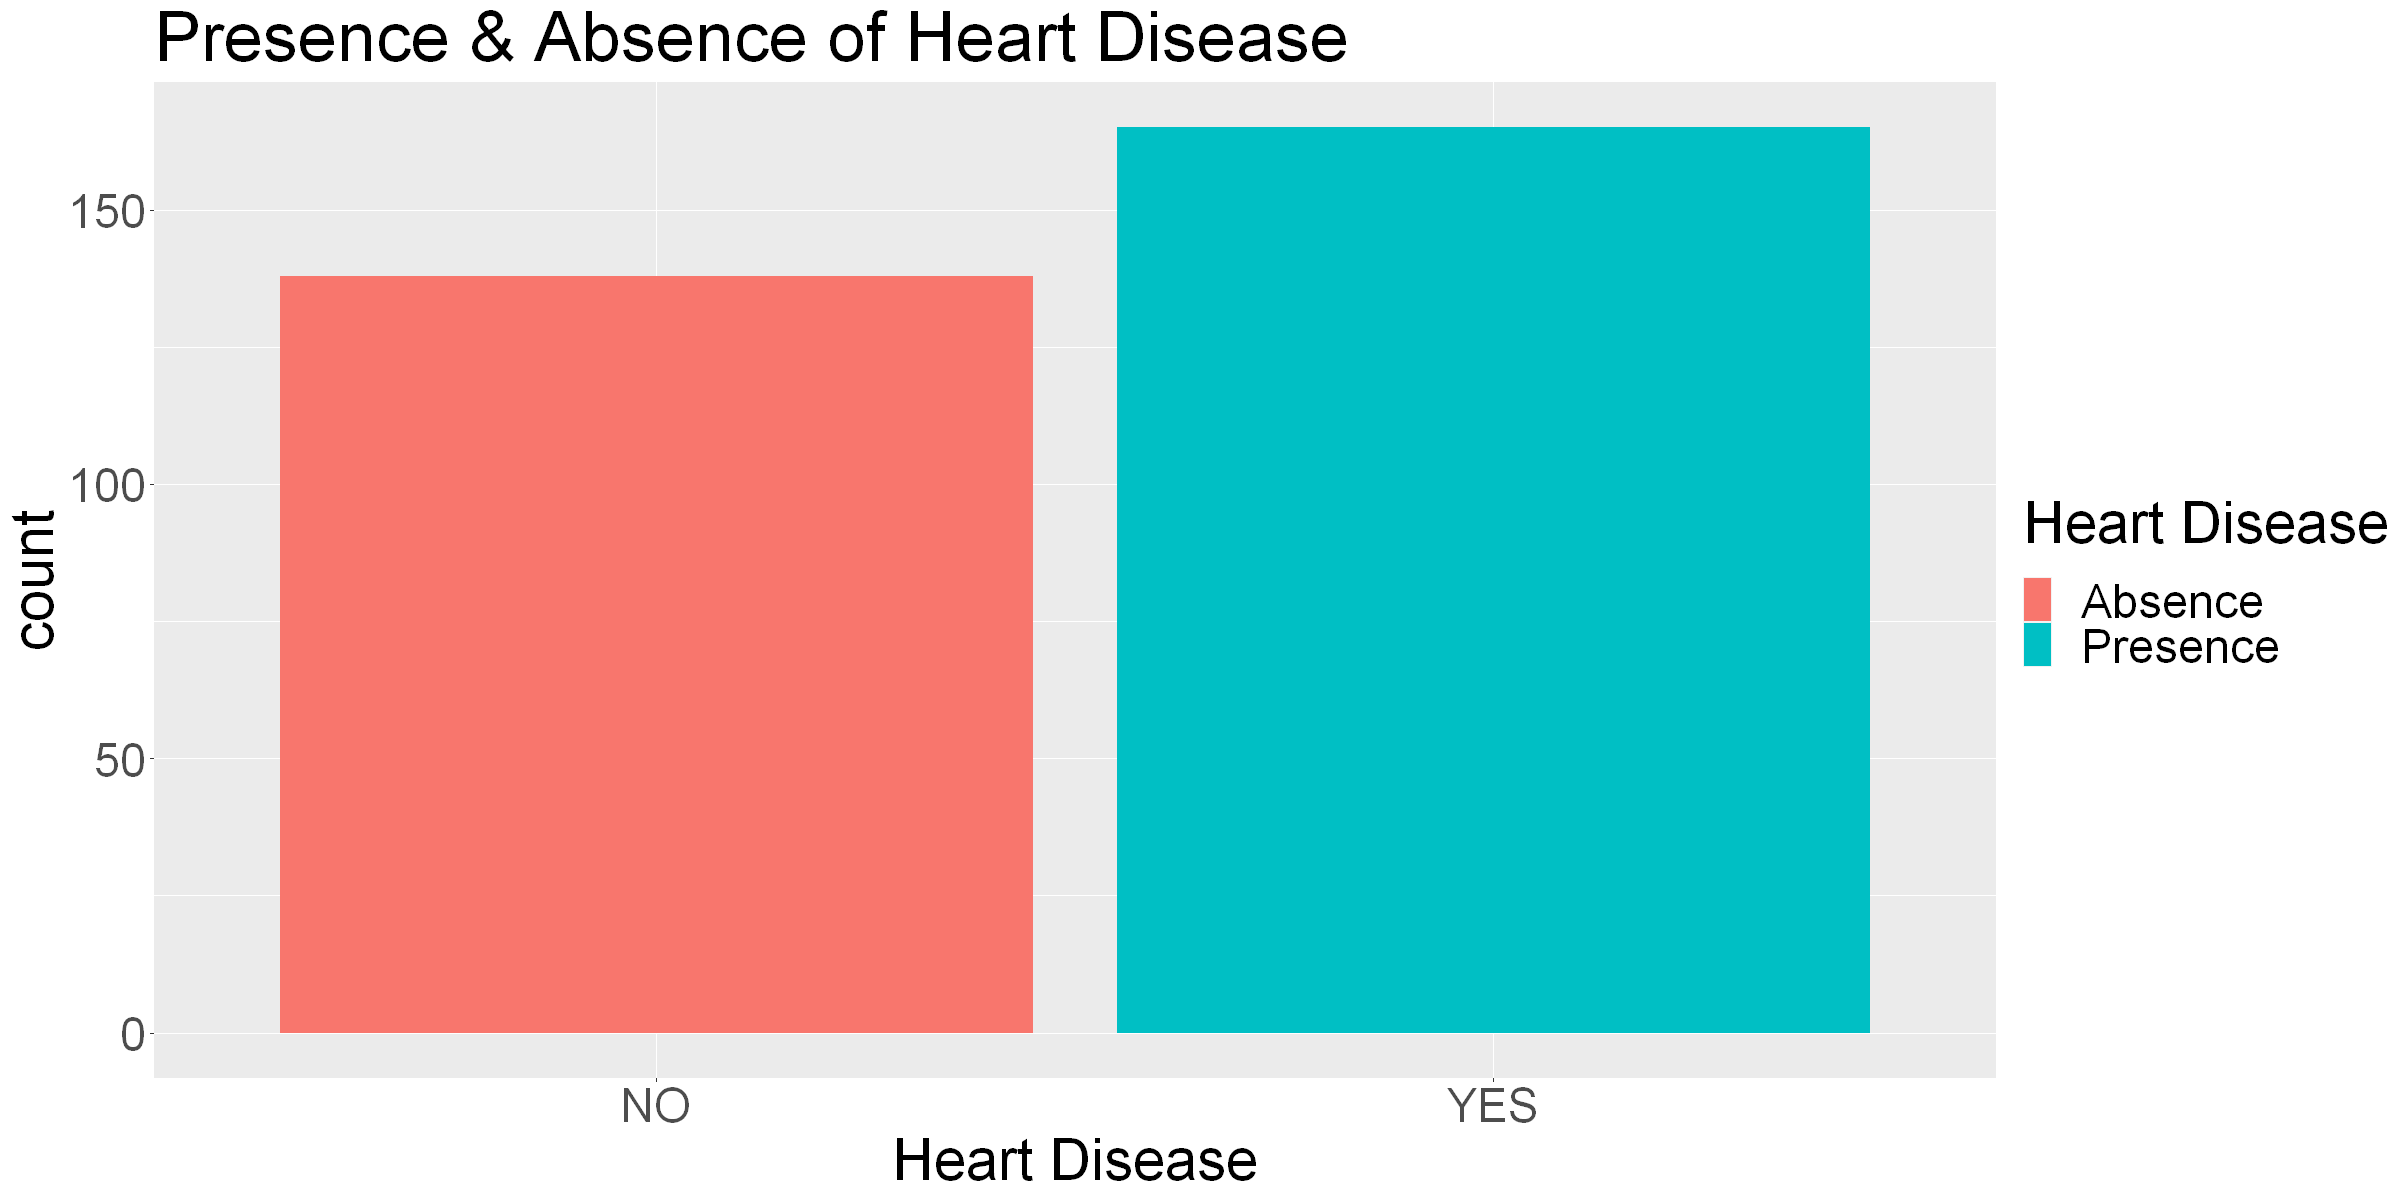 Presence & Absence of Heart Disease
150
100
50
0
count
NO
YES
Heart Disease
Heart Disease
Absence
Presence